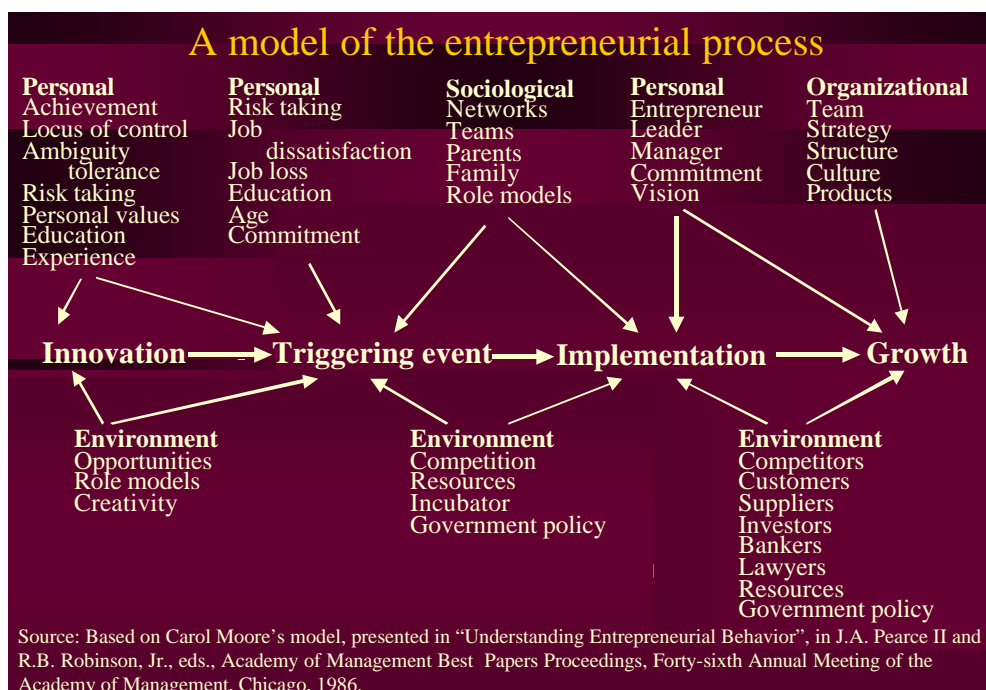 A model of the entrepreneurial process
Personal
Achievement
Locus of control
Ambiguity
tolerance
Risk taking
Personal values
Education
Experience
Personal
Risk taking
Job
dissatisfaction
Job loss
Education
Age
Commitment
Sociological
Networks
Teams
Parents
Family
Role models
Personal
Entrepreneur
Leader
Manager
Commitment
Vision
Organizational
Team
Strategy
Structure
Culture
Products
Innovation
Triggering event
Implementation
Growth
Environment
Opportunities
Role models
Creativity
Environment
Competition
Resources
Incubator
Government policy
Environment
Competitors
Customers
Suppliers
Investors
Bankers
Lawyers
Resources
Government policy
Source: Based on Carol Moore's model, presented in “Understanding Entrepreneurial Behavior”, in J.A. Pearce II and
R.B. Robinson, Jr., eds., Academy of Management Best Papers Proceedings, Forty-sixth Annual Meeting of the
Academy of Management, Chicago, 1986.